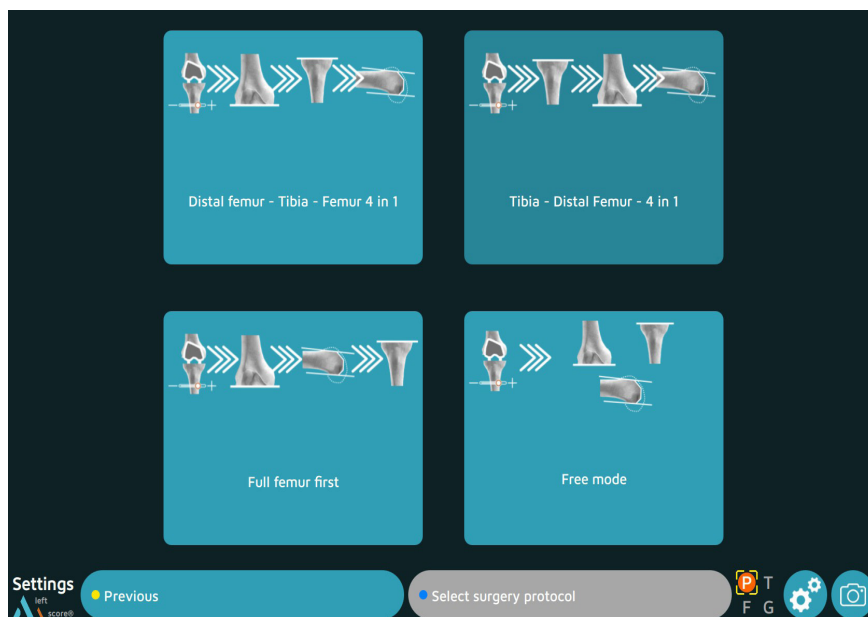 Distal femur - Tibia - Femur 4 in 1
Tibia - Distal Femur - 4 in 1
Full femur first
Free mode
Settings
left
score®
Previous
Select surgery protocol
P T
F G